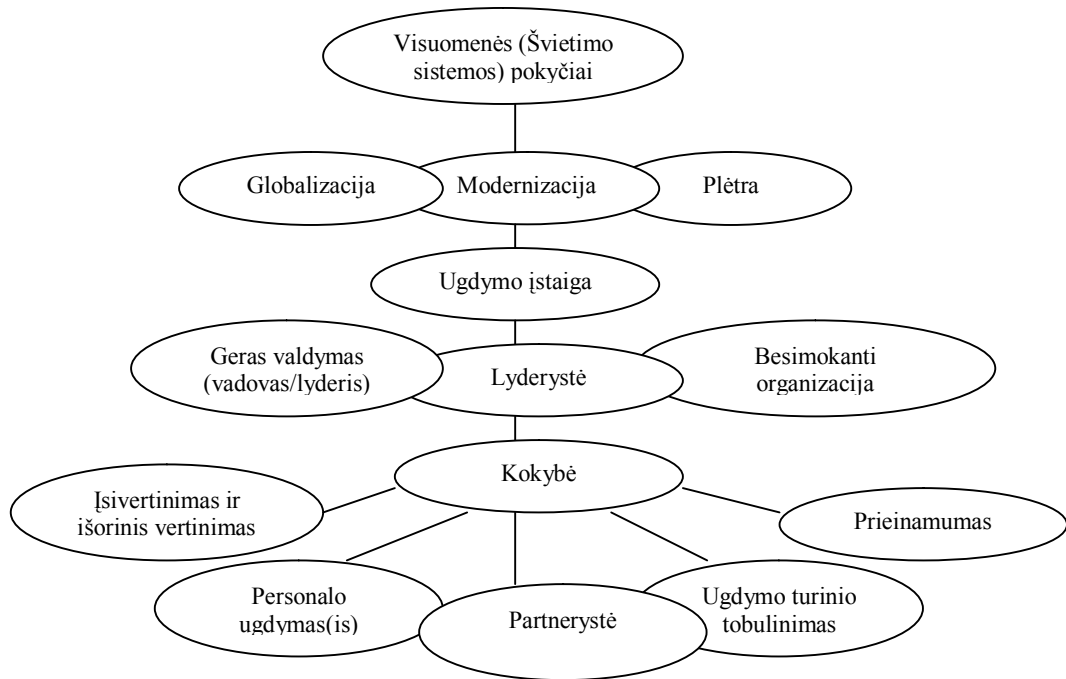 Visuomenės (Švietimo
sistemos) pokyčiai
Globalizacija
Modernizacija
Plėtra
Ugdymo įstaiga
Geras valdymas
(vadovas/lyderis)
Lyderystė
Besimokanti
organizacija
Kokybė
Įsivertinimas ir
išorinis vertinimas
Prieinamumas
Personalo
ugdymas(is)
Partnerystė
Ugdymo turinio
tobulinimas